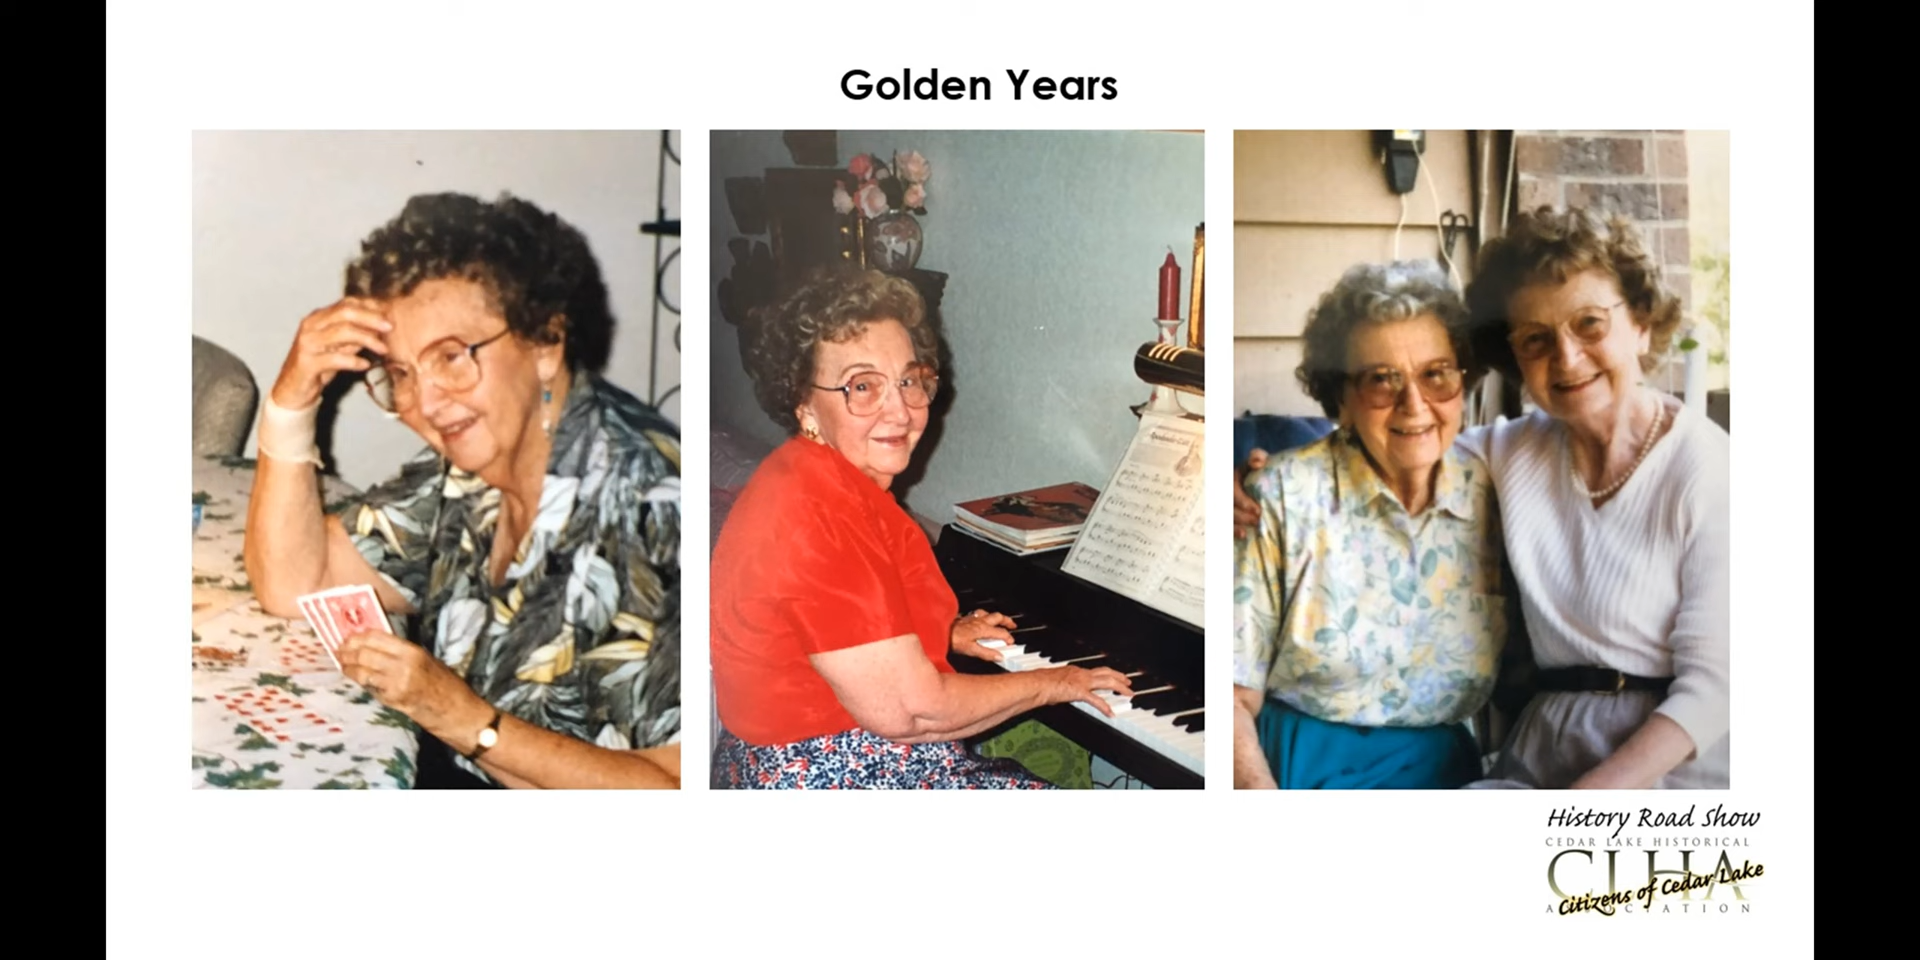 Golden Years
History Road Show
CEDAR LAKE HISTORICAL
CLHA
Citizens of Cedar Lake
ASSOCIATION